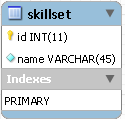 skillset
id INT(11)
name VARCHAR(45)
Indexes
PRIMARY